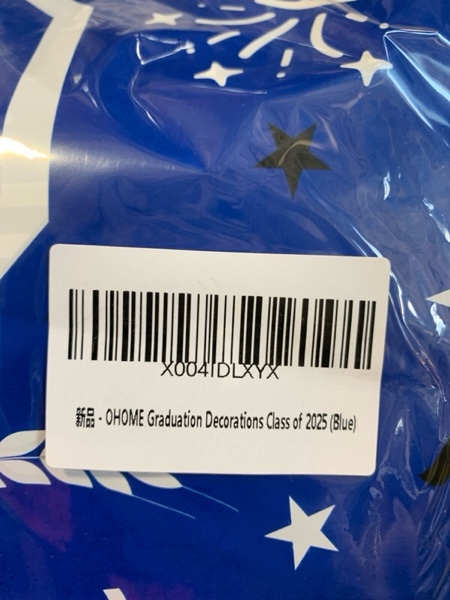 X004IDLXYX
新品 - OHOME Graduation Decorations Class of 2025 (Blue)